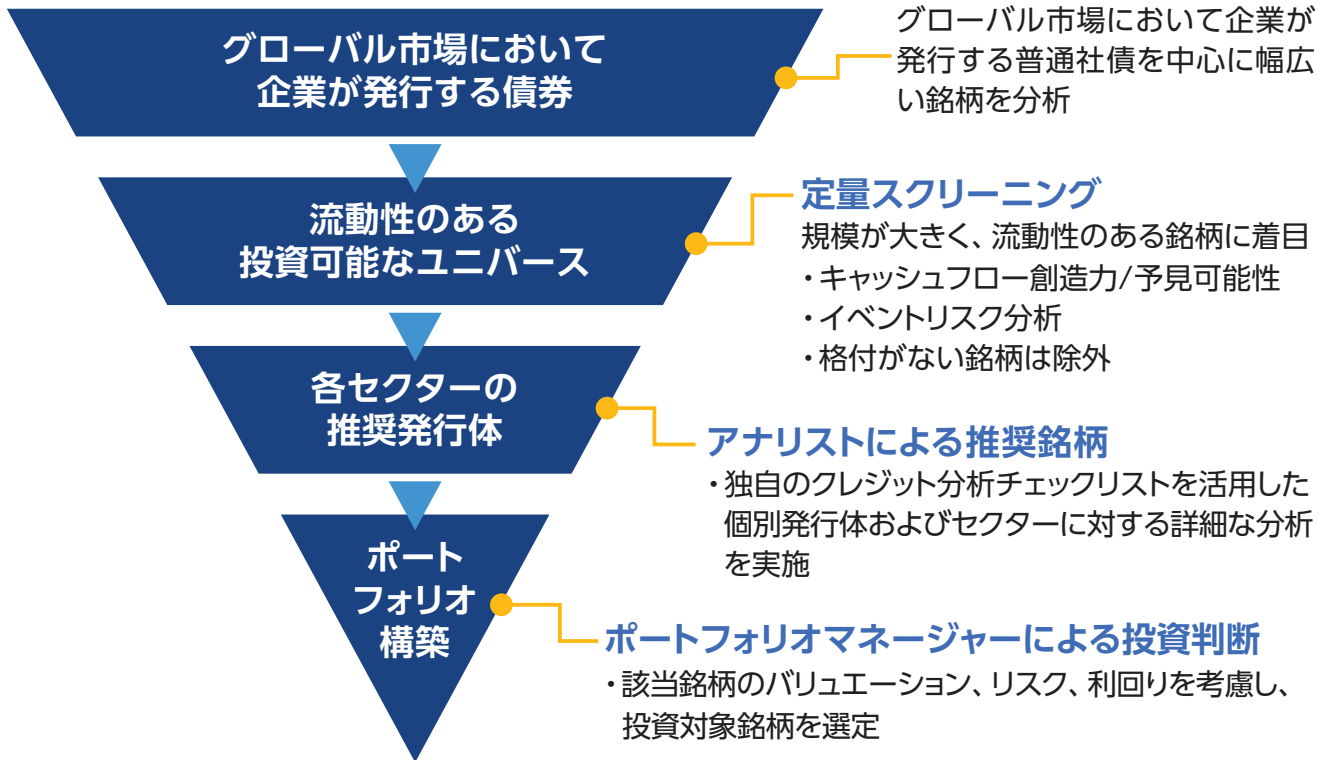 グローバル市場において
企業が発行する債券
グローバル市場において企業が
発行する普通社債を中心に幅広
い銘柄を分析
流動性のある
投資可能なユニバース
定量スクリーニング
規模が大きく、流動性のある銘柄に着目
・キャッシュフロー創造力/予見可能性
・イベントリスク分析
・格付がない銘柄は除外
各セクターの
推奨発行体
アナリストによる推奨銘柄
・独自のクレジット分析チェックリストを活用した
個別発行体およびセクターに対する詳細な分析
を実施
ポート
フォリオ
構築
ポートフォリオマネージャーによる投資判断
・該当銘柄のバリュエーション、リスク、利回りを考慮し、
投資対象銘柄を選定